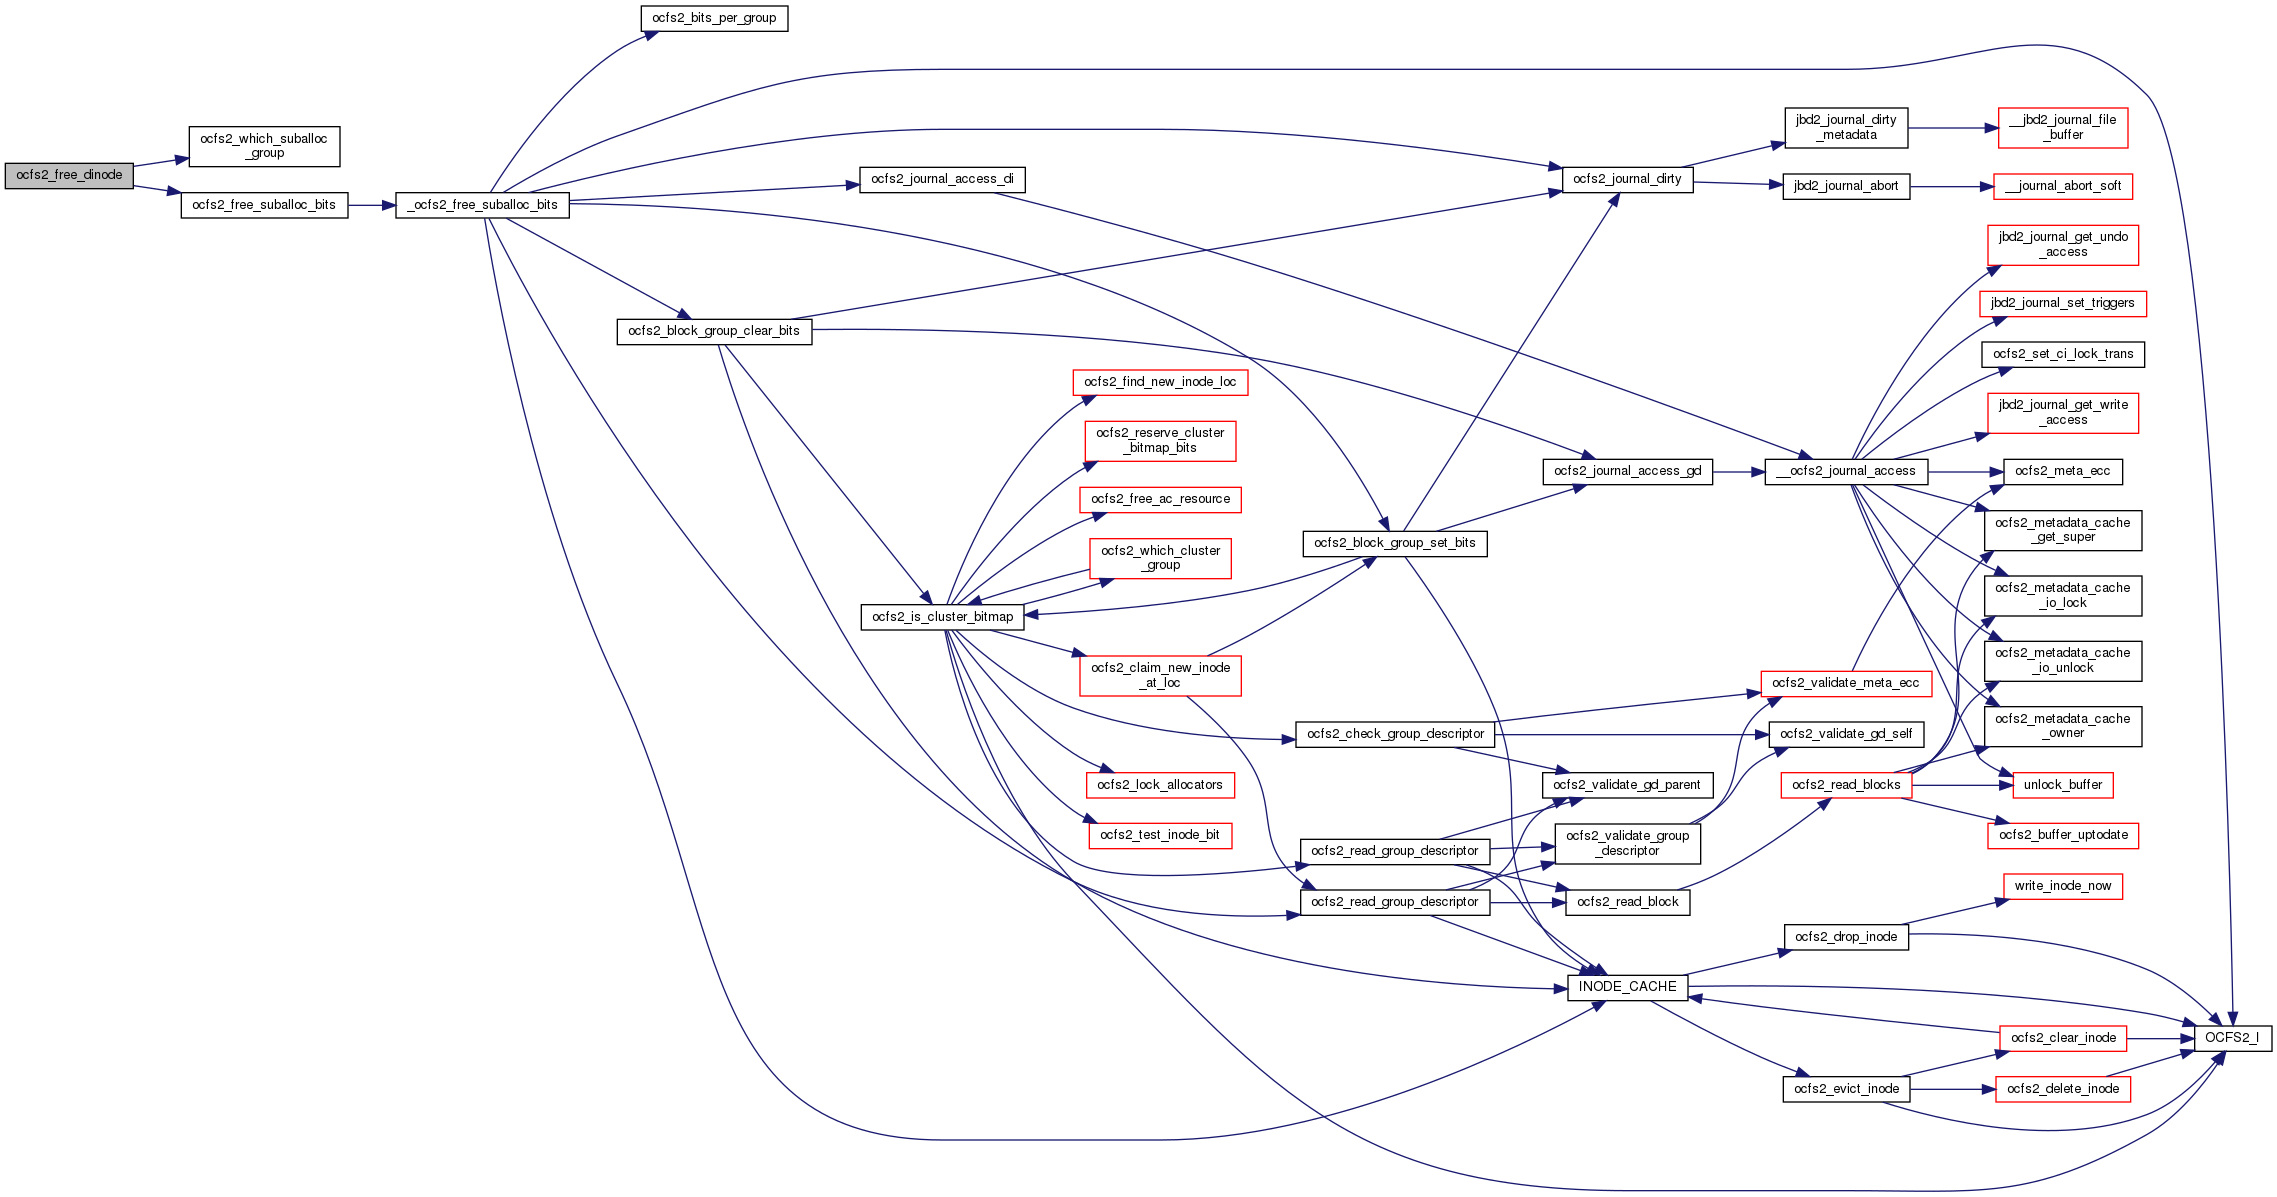 ocfs2_free_dinode
ocfs2_which_suballoc
_group
ocfs2_free_suballoc_bits
_ocfs2_free_suballoc_bits
ocfs2_bits_per_group
ocfs2_block_group_clear_bits
ocfs2_journal_access_di
ocfs2_is_cluster_bitmap
ocfs2_find_new_inode_loc
ocfs2_reserve_cluster
_bitmap_bits
ocfs2_free_ac_resource
ocfs2_which_cluster
_group
ocfs2_claim_new_inode
_at_loc
ocfs2_lock_allocators
ocfs2_test_inode_bit
ocfs2_block_group_set_bits
ocfs2_check_group_descriptor
ocfs2_read_group_descriptor
ocfs2_read_group_descriptor
ocfs2_journal_dirty
ocfs2_journal_access_gd
ocfs2_validate_gd_parent
ocfs2_validate_group
_descriptor
ocfs2_read_block
INODE_CACHE
jbd2_journal_dirty
_metadata
jbd2_journal_abort
__ocfs2_journal_access
ocfs2_validate_meta_ecc
ocfs2_validate_gd_self
ocfs2_read_blocks
ocfs2_drop_inode
ocfs2_evict_inode
__jbd2_journal_file
_buffer
__journal_abort_soft
jbd2_journal_get_undo
_access
jbd2_journal_set_triggers
ocfs2_set_ci_lock_trans
jbd2_journal_get_write
_access
ocfs2_meta_ecc
ocfs2_metadata_cache
_get_super
ocfs2_metadata_cache
_io_lock
ocfs2_metadata_cache
_io_unlock
ocfs2_metadata_cache
_owner
unlock_buffer
ocfs2_buffer_uptodate
write_inode_now
ocfs2_clear_inode
ocfs2_delete_inode
OCFS2_I